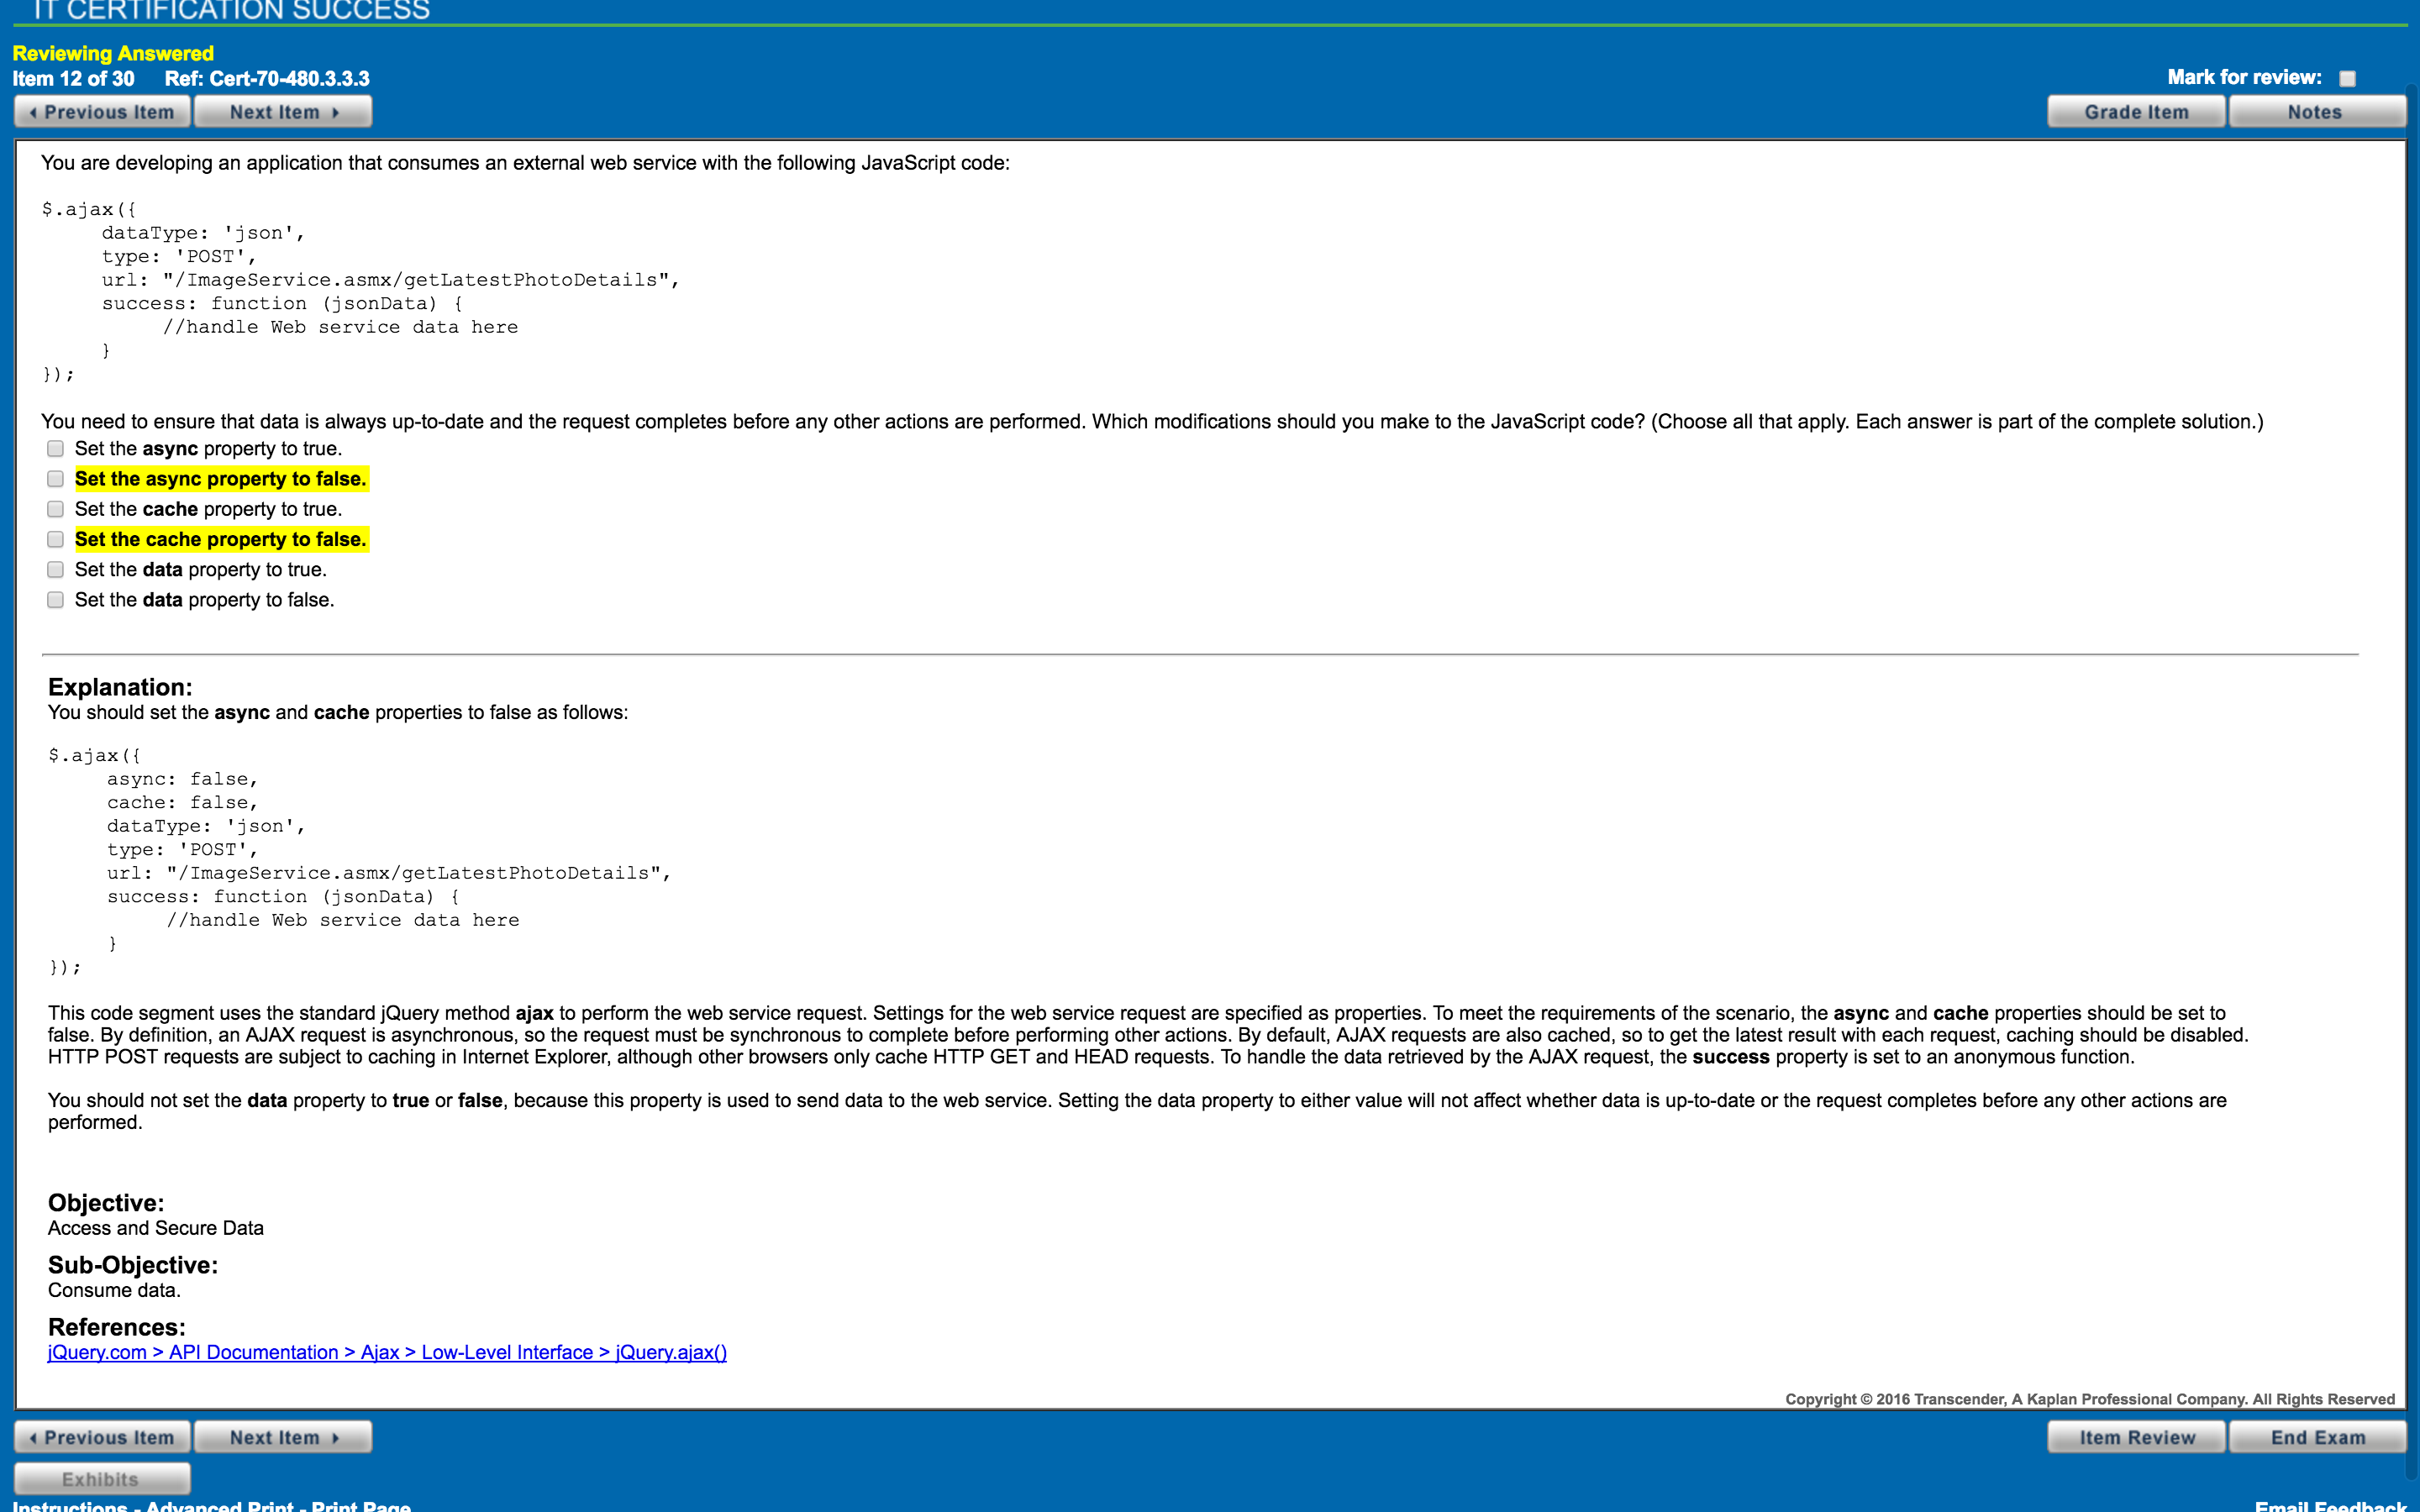 IT CERTIFICATION SUCCESS
Reviewing Answered
Item 12 of 30 Ref: Cert-70-480.3.3.3
Mark for review:
Previous Item
Next Item
Grade Item
Notes
You are developing an application that consumes an external web service with the following JavaScript code:
$.ajax({
dataType: 'json',
type: 'POST',
url: "/ImageService.asmx/getLatestPhotoDetails",
success: function (jsonData) {
//handle Web service data here
}
});
You need to ensure that data is always up-to-date and the request completes before any other actions are performed. Which modifications should you make to the JavaScript code? (Choose all that apply. Each answer is part of the complete solution.)
Set the async property to true.
Set the async property to false.
Set the cache property to true.
Set the cache property to false.
Set the data property to true.
Set the data property to false.
Explanation:
You should set the async and cache properties to false as follows:
$.ajax({
async: false,
cache: false,
dataType: 'json',
type: 'POST',
url: "/ImageService.asmx/getLatestPhotoDetails",
success: function (jsonData) {
//handle Web service data here
}
});
This code segment uses the standard jQuery method ajax to perform the web service request. Settings for the web service request are specified as properties. To meet the requirements of the scenario, the async and cache properties should be set to
false. By definition, an AJAX request is asynchronous, so the request must be synchronous to complete before performing other actions. By default, AJAX requests are also cached, so to get the latest result with each request, caching should be disabled.
HTTP POST requests are subject to caching in Internet Explorer, although other browsers only cache HTTP GET and HEAD requests. To handle the data retrieved by the AJAX request, the success property is set to an anonymous function.
You should not set the data property to true or false, because this property is used to send data to the web service. Setting the data property to either value will not affect whether data is up-to-date or the request completes before any other actions are
performed.
Objective:
Access and Secure Data
Sub-Objective:
Consume data.
References:
jQuery.com > API Documentation > Ajax > Low-Level Interface > jQuery.ajax()
Copyright © 2016 Transcender, A Kaplan Professional Company. All Rights Reserved
Previous Item
Next Item
Item Review
End Exam
Exhibits
Instructions - Advanced Print - Print Page
Email Feedback